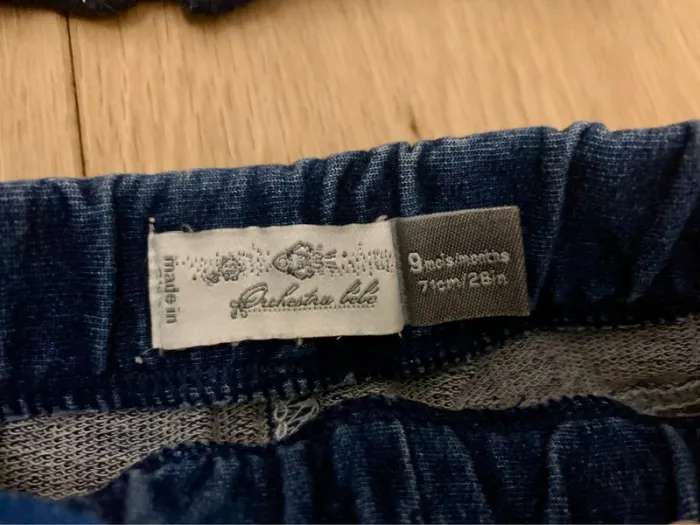 made in
Orchestra bébé
9 mois/months
71cm/28in